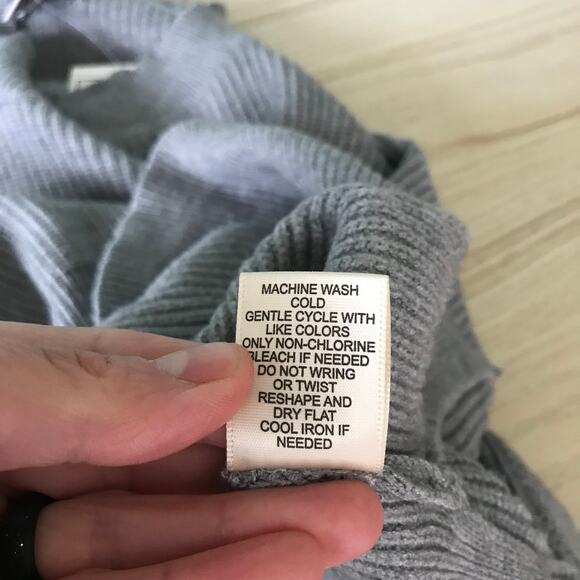 MACHINE WASH
COLD
GENTLE CYCLE WITH
LIKE COLORS
ONLY NON-CHLORINE
BLEACH IF NEEDED
DO NOT WRING
OR TWIST
RESHAPE AND
DRY FLAT
COOL IRON IF
NEEDED